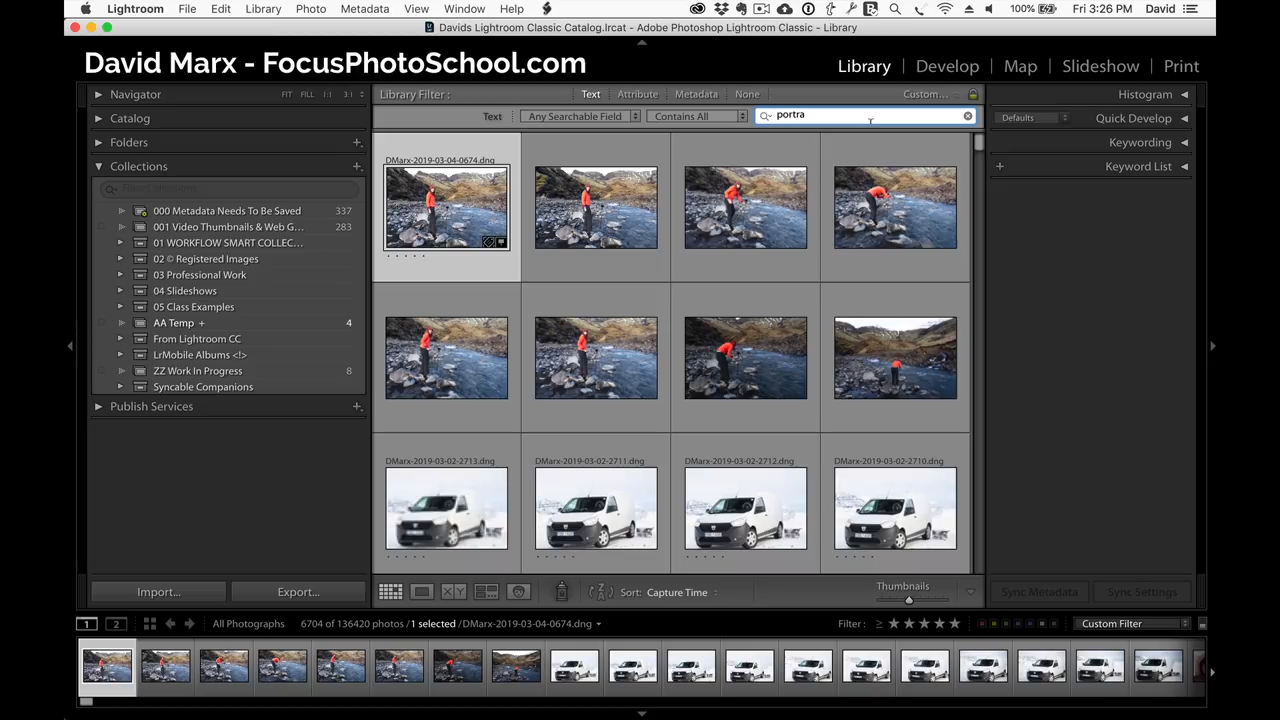 Lightroom File Edit Library Photo Metadata View Window Help 100% Fri 3:26 PM David
Davids Lightroom Classic Catalog.lrcat - Adobe Photoshop Lightroom Classic - Library
David Marx - FocusPhotoSchool.com
Library | Develop | Map | Slideshow | Print
Navigator FIT FILL 1:1 3:1
Catalog
Folders
Collections
000 Metadata Needs To Be Saved 337
001 Video Thumbnails & Web G... 283
01 WORKFLOW SMART COLLEC...
02 © Registered Images
03 Professional Work
04 Slideshows
05 Class Examples
AA Temp + 4
From Lightroom CC
LrMobile Albums <!>
ZZ Work In Progress 8
Syncable Companions
Publish Services
Import... Export...
Library Filter : Text Attribute Metadata None Custom...
Text Any Searchable Field Contains All portra
DMarx-2019-03-04-0674.dng
DMarx-2019-03-02-2713.dng DMarx-2019-03-02-2711.dng DMarx-2019-03-02-2712.dng DMarx-2019-03-02-2710.dng
Sort: Capture Time Thumbnails
Histogram
Defaults Quick Develop
Keywording
Keyword List
Sync Metadata Sync Settings
1 2 All Photographs 6704 of 136420 photos / 1 selected / DMarx-2019-03-04-0674.dng Filter : Custom Filter